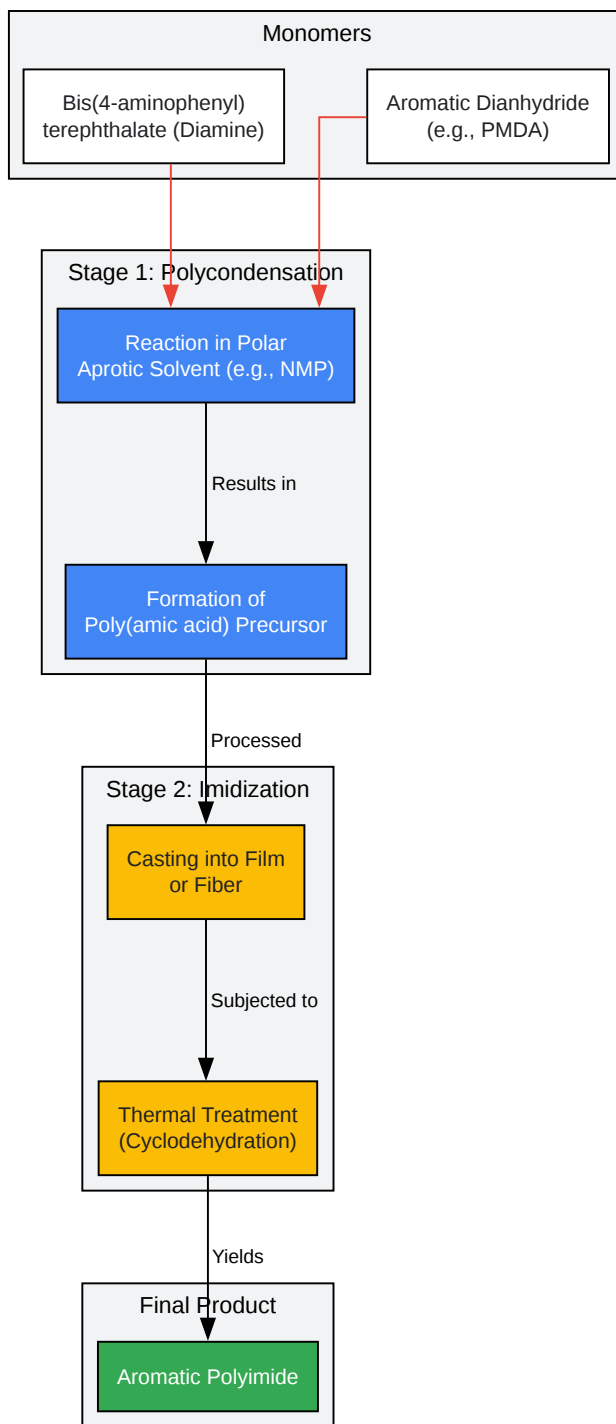 Monomers
Bis(4-aminophenyl)
terephthalate (Diamine)
Aromatic Dianhydride
(e.g., PMDA)
Stage 1: Polycondensation
Reaction in Polar
Aprotic Solvent (e.g., NMP)
Results in
Formation of
Poly(amic acid) Precursor
Processed
Stage 2: Imidization
Casting into Film
or Fiber
Subjected to
Thermal Treatment
(Cyclodehydration)
Yields
Final Product
Aromatic Polyimide